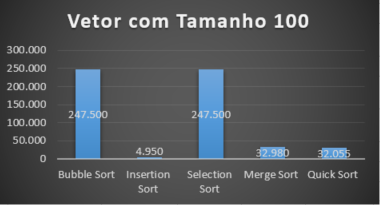 Vetor com Tamanho 100
300.000
250.000
200.000
150.000
100.000
50.000
0
247.500
4.950
247.500
32.980
32.055
Bubble Sort
Insertion
Sort
Selection
Sort
Merge Sort
Quick Sort